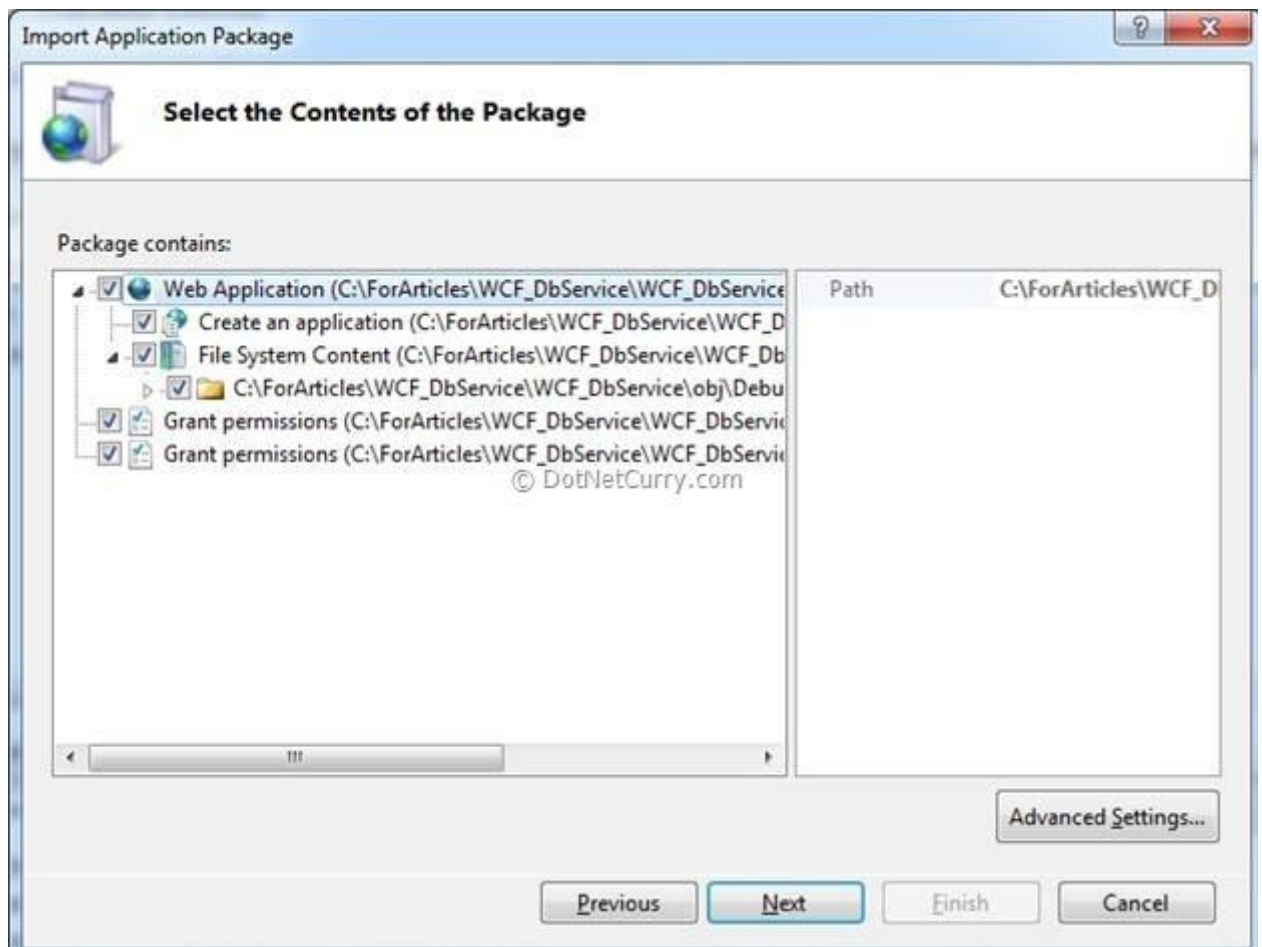 Import Application Package
Select the Contents of the Package
Package contains:
Web Application (C:\ForArticles\WCF_DbService\WCF_DbService
Create an application (C:\ForArticles\WCF_DbService\WCF_D
File System Content (C:\ForArticles\WCF_DbService\WCF_Db
C:\ForArticles\WCF_DbService\WCF_DbService\obj\Debu
Grant permissions (C:\ForArticles\WCF_DbService\WCF_DbServic
Grant permissions (C:\ForArticles\WCF_DbService\WCF_DbServic
© DotNetCurry.com
Path C:\ForArticles\WCF_D
Advanced Settings...
Previous Next Finish Cancel